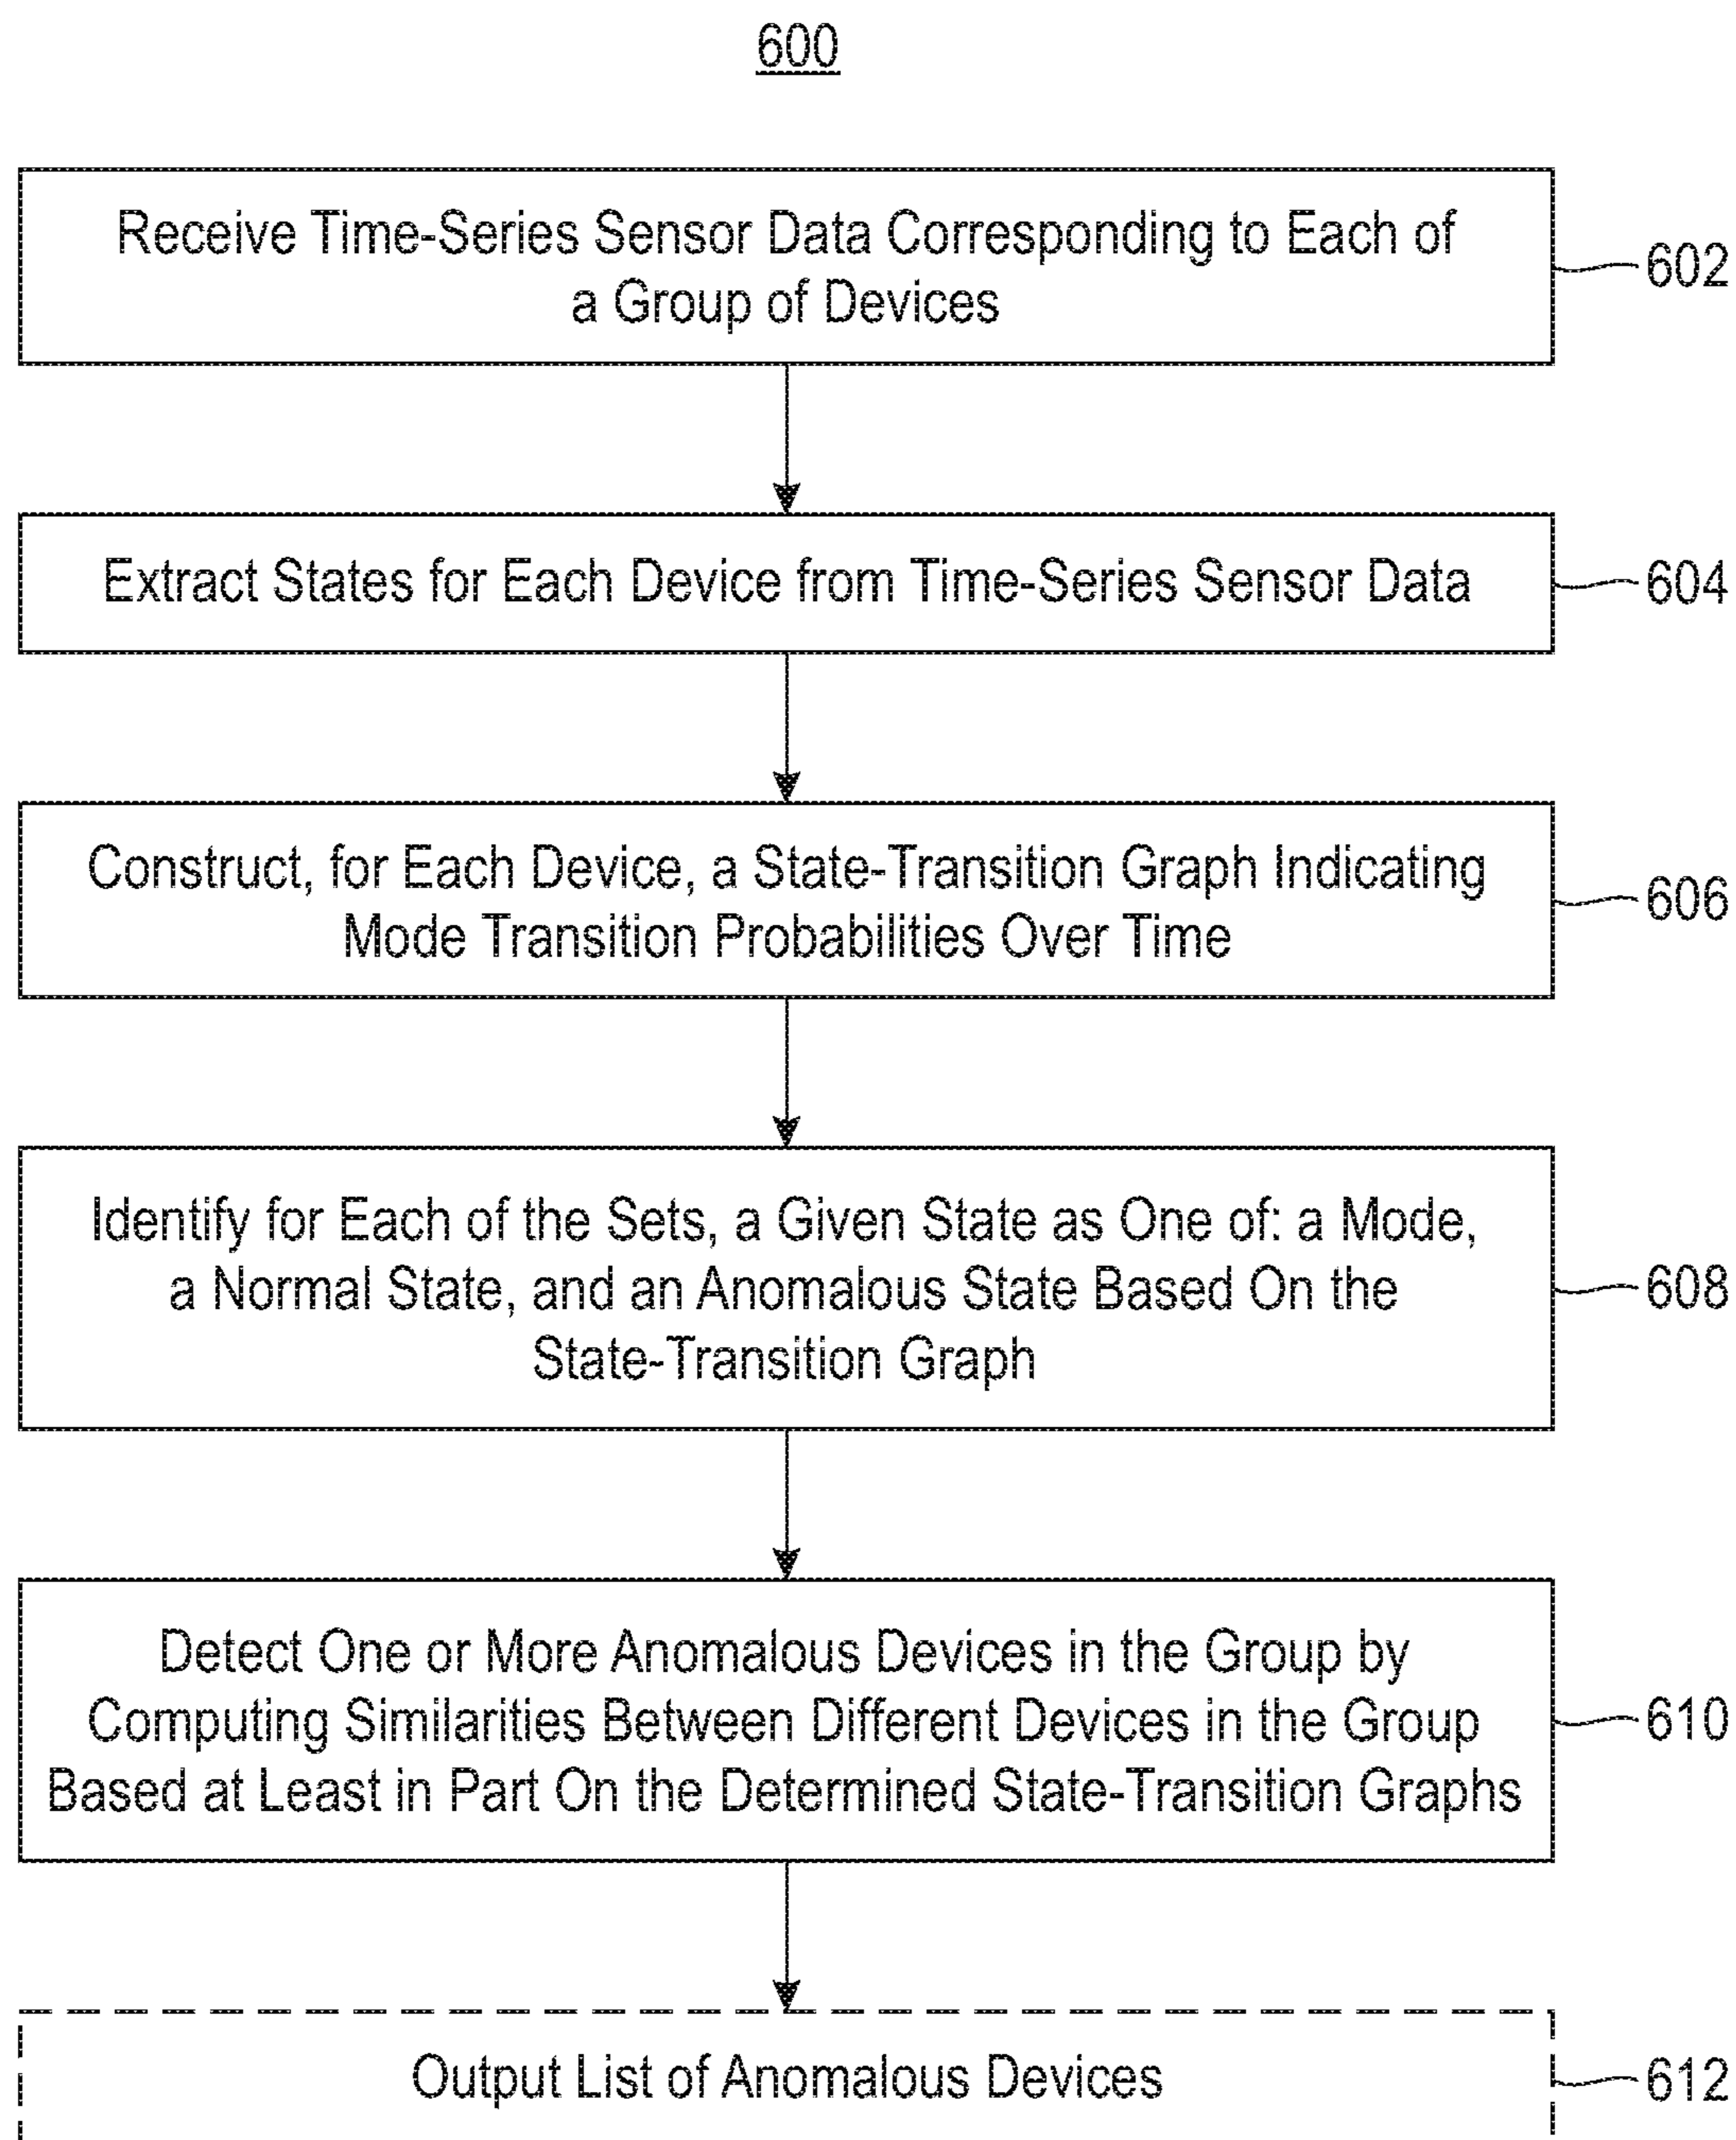 600
Receive Time-Series Sensor Data Corresponding to Each of
a Group of Devices
602
Extract States for Each Device from Time-Series Sensor Data
604
Construct, for Each Device, a State-Transition Graph Indicating
Mode Transition Probabilities Over Time
606
Identify for Each of the Sets, a Given State as One of: a Mode,
a Normal State, and an Anomalous State Based On the
State-Transition Graph
608
Detect One or More Anomalous Devices in the Group by
Computing Similarities Between Different Devices in the Group
Based at Least in Part On the Determined State-Transition Graphs
610
Output List of Anomalous Devices
612